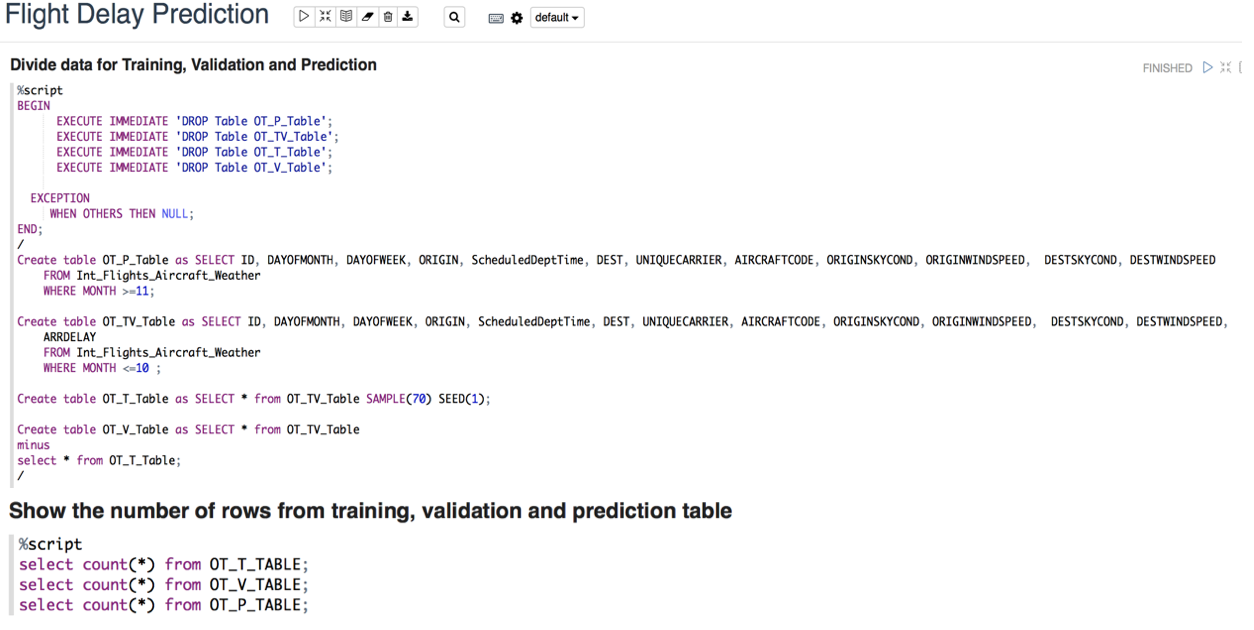 Flight Delay Prediction
default
Divide data for Training, Validation and Prediction
FINISHED
%script
BEGIN
EXECUTE IMMEDIATE 'DROP Table OT_P_Table';
EXECUTE IMMEDIATE 'DROP Table OT_TV_Table';
EXECUTE IMMEDIATE 'DROP Table OT_T_Table';
EXECUTE IMMEDIATE 'DROP Table OT_V_Table';
EXCEPTION
WHEN OTHERS THEN NULL;
END;
/
Create table OT_P_Table as SELECT ID, DAYOFMONTH, DAYOFWEEK, ORIGIN, ScheduledDeptTime, DEST, UNIQUECARRIER, AIRCRAFTCODE, ORIGINSKYCOND, ORIGINWINDSPEED, DESTSKYCOND, DESTWINDSPEED
FROM Int_Flights_Aircraft_Weather
WHERE MONTH >=11;
Create table OT_TV_Table as SELECT ID, DAYOFMONTH, DAYOFWEEK, ORIGIN, ScheduledDeptTime, DEST, UNIQUECARRIER, AIRCRAFTCODE, ORIGINSKYCOND, ORIGINWINDSPEED, DESTSKYCOND, DESTWINDSPEED,
ARRDELAY
FROM Int_Flights_Aircraft_Weather
WHERE MONTH <=10 ;
Create table OT_T_Table as SELECT * from OT_TV_Table SAMPLE(70) SEED(1);
Create table OT_V_Table as SELECT * from OT_TV_Table
minus
select * from OT_T_Table;
/
Show the number of rows from training, validation and prediction table
%script
select count(*) from OT_T_TABLE;
select count(*) from OT_V_TABLE;
select count(*) from OT_P_TABLE;